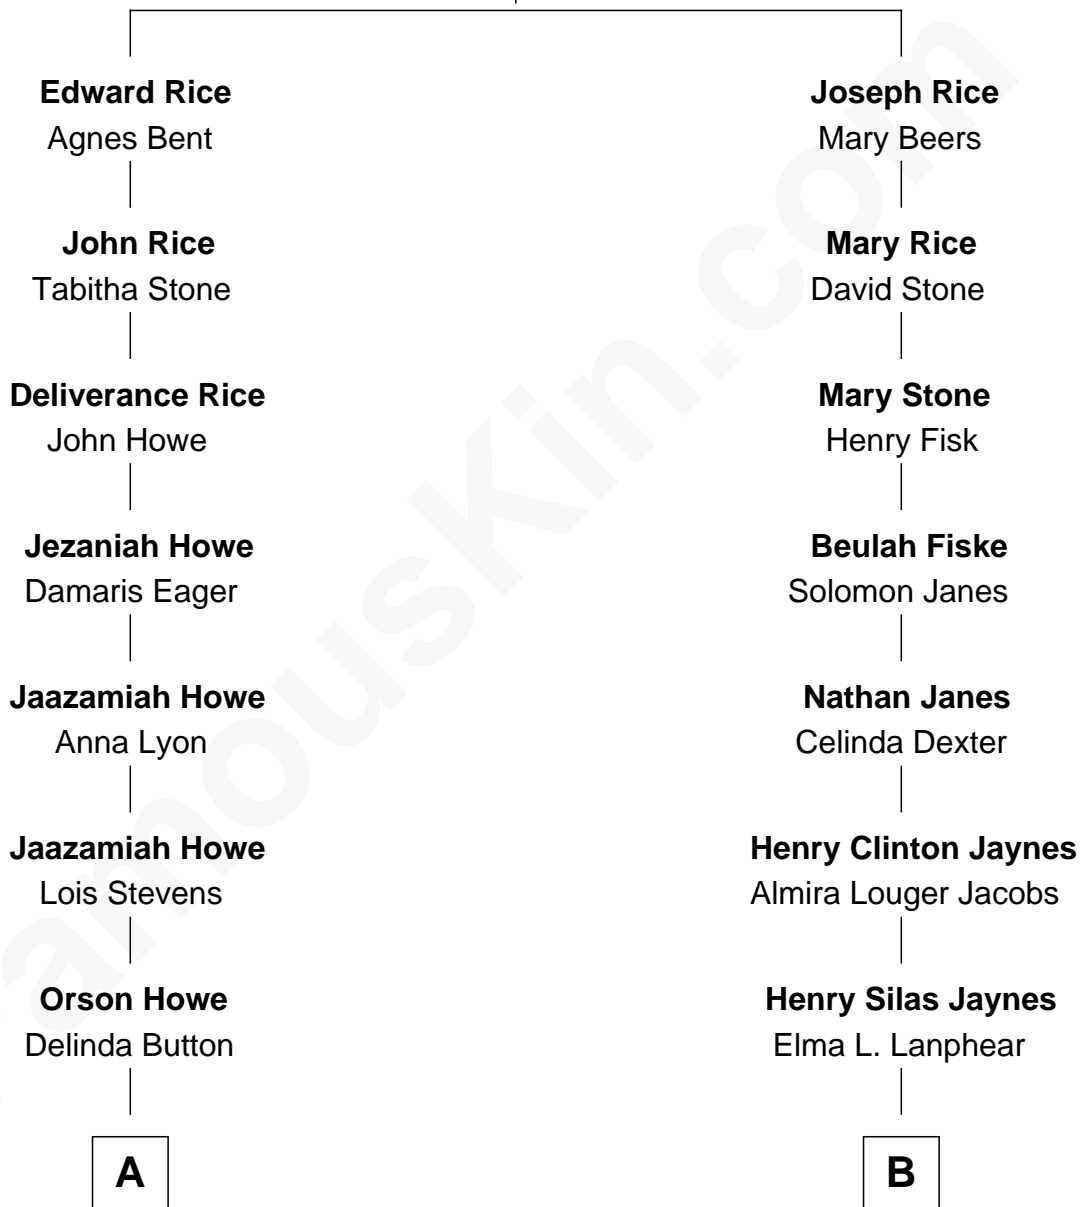 Edward Rice
Agnes Bent
John Rice
Tabitha Stone
Deliverance Rice
John Howe
Jezaniah Howe
Damaris Eager
Jaazamiah Howe
Anna Lyon
Jaazamiah Howe
Lois Stevens
Orson Howe
Delinda Button
A
Joseph Rice
Mary Beers
Mary Rice
David Stone
Mary Stone
Henry Fisk
Beulah Fiske
Solomon Janes
Nathan Janes
Celinda Dexter
Henry Clinton Jaynes
Almira Louger Jacobs
Henry Silas Jaynes
Elma L. Lanphear
B
amouskin.com